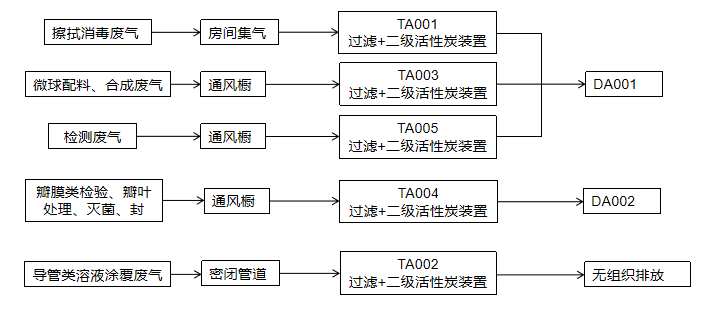 擦拭消毒废气
房间集气
TA001
过滤+二级活性炭装置
微球配料、合成废气
通风橱
TA003
过滤+二级活性炭装置
DA001
检测废气
通风橱
TA005
过滤+二级活性炭装置
瓣膜类检验、瓣叶
处理、灭菌、封
通风橱
TA004
过滤+二级活性炭装置
DA002
导管类溶液涂覆废气
密闭管道
TA002
过滤+二级活性炭装置
无组织排放